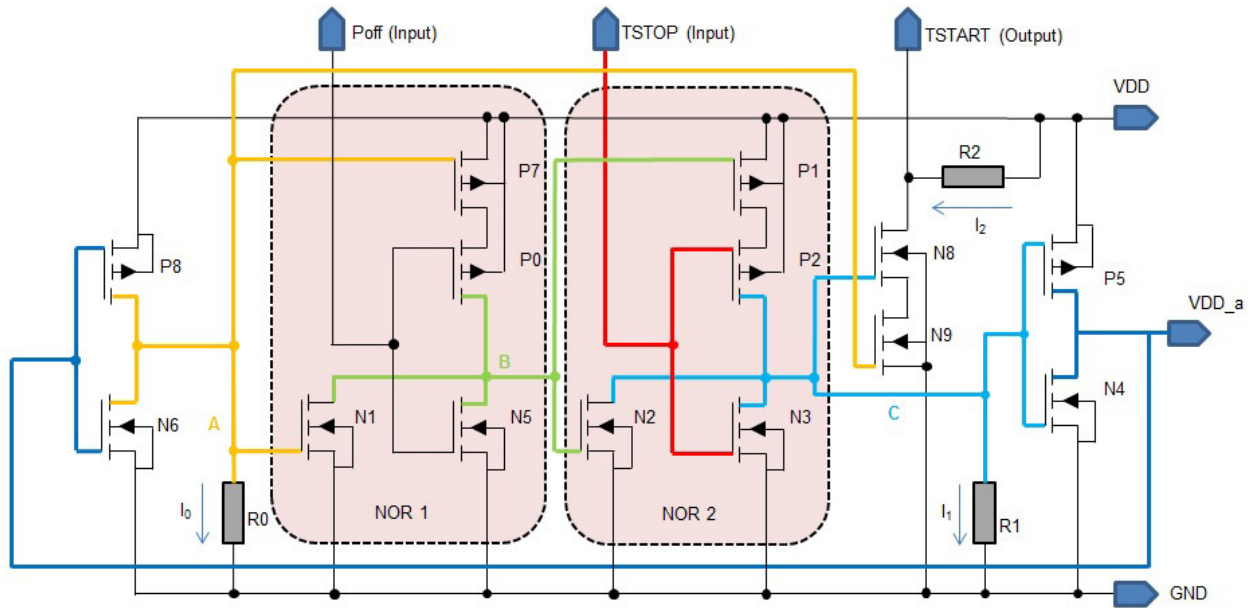 Poff (Input)
TSTOP (Input)
TSTART (Output)
VDD
P7
P1
R2
I2
P8
P0
P2
N8
P5
VDD_a
N9
B
N6
A
N1
N5
N2
N3
C
N4
I0
R0
NOR 1
NOR 2
I1
R1
GND